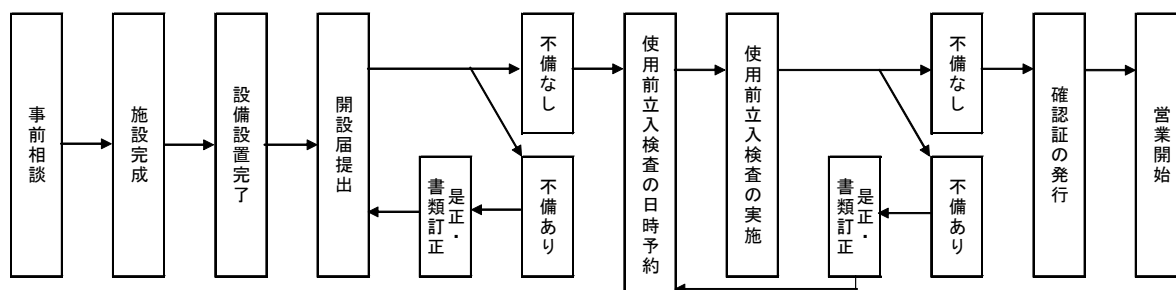 事前相談
施設完成
設備設置完了
開設届提出
不備なし
不備あり
是正・
書類訂正
使用前立入検査の日時予約
使用前立入検査の実施
不備なし
不備あり
是正・
書類訂正
確認証の発行
営業開始